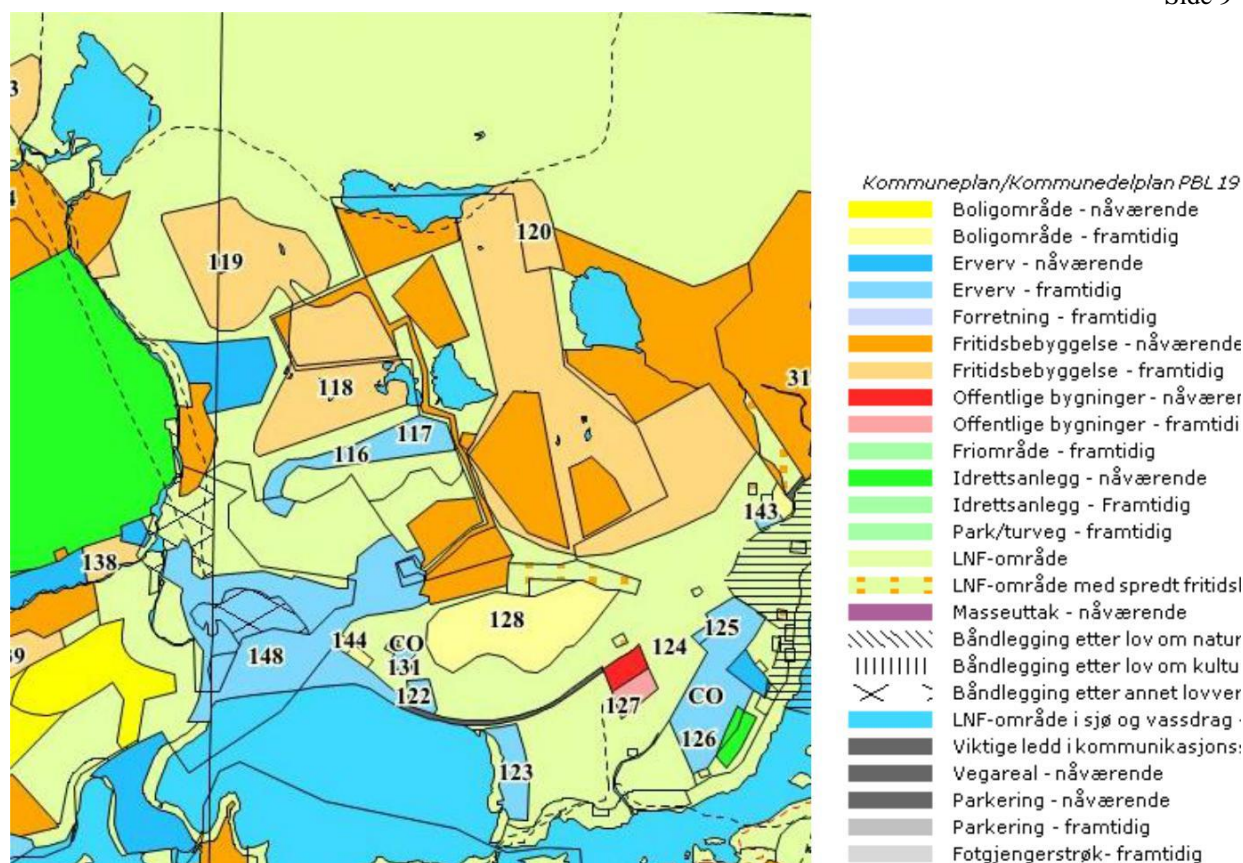 Side 9
3
4
119
120
118
31
117
116
143
138
128
125
39
144
CO
124
148
131
122
CO
127
126
123
Kommuneplan/Kommunedelplan PBL 19
Boligområde - nåværende
Boligområde - framtidig
Erverv - nåværende
Erverv - framtidig
Forretning - framtidig
Fritidsbebyggelse - nåværende
Fritidsbebyggelse - framtidig
Offentlige bygninger - nåværen
Offentlige bygninger - framtidi
Friområde - framtidig
Idrettsanlegg - nåværende
Idrettsanlegg - Framtidig
Park/turveg - framtidig
LNF-område
LNF-område med spredt fritidsl
Masseuttak - nåværende
Båndlegging etter lov om natur
Båndlegging etter lov om kultu
Båndlegging etter annet lovver
LNF-område i sjø og vassdrag -
Viktige ledd i kommunikasjons
Vegareal - nåværende
Parkering - nåværende
Parkering - framtidig
Fotgjengerstrøk- framtidig